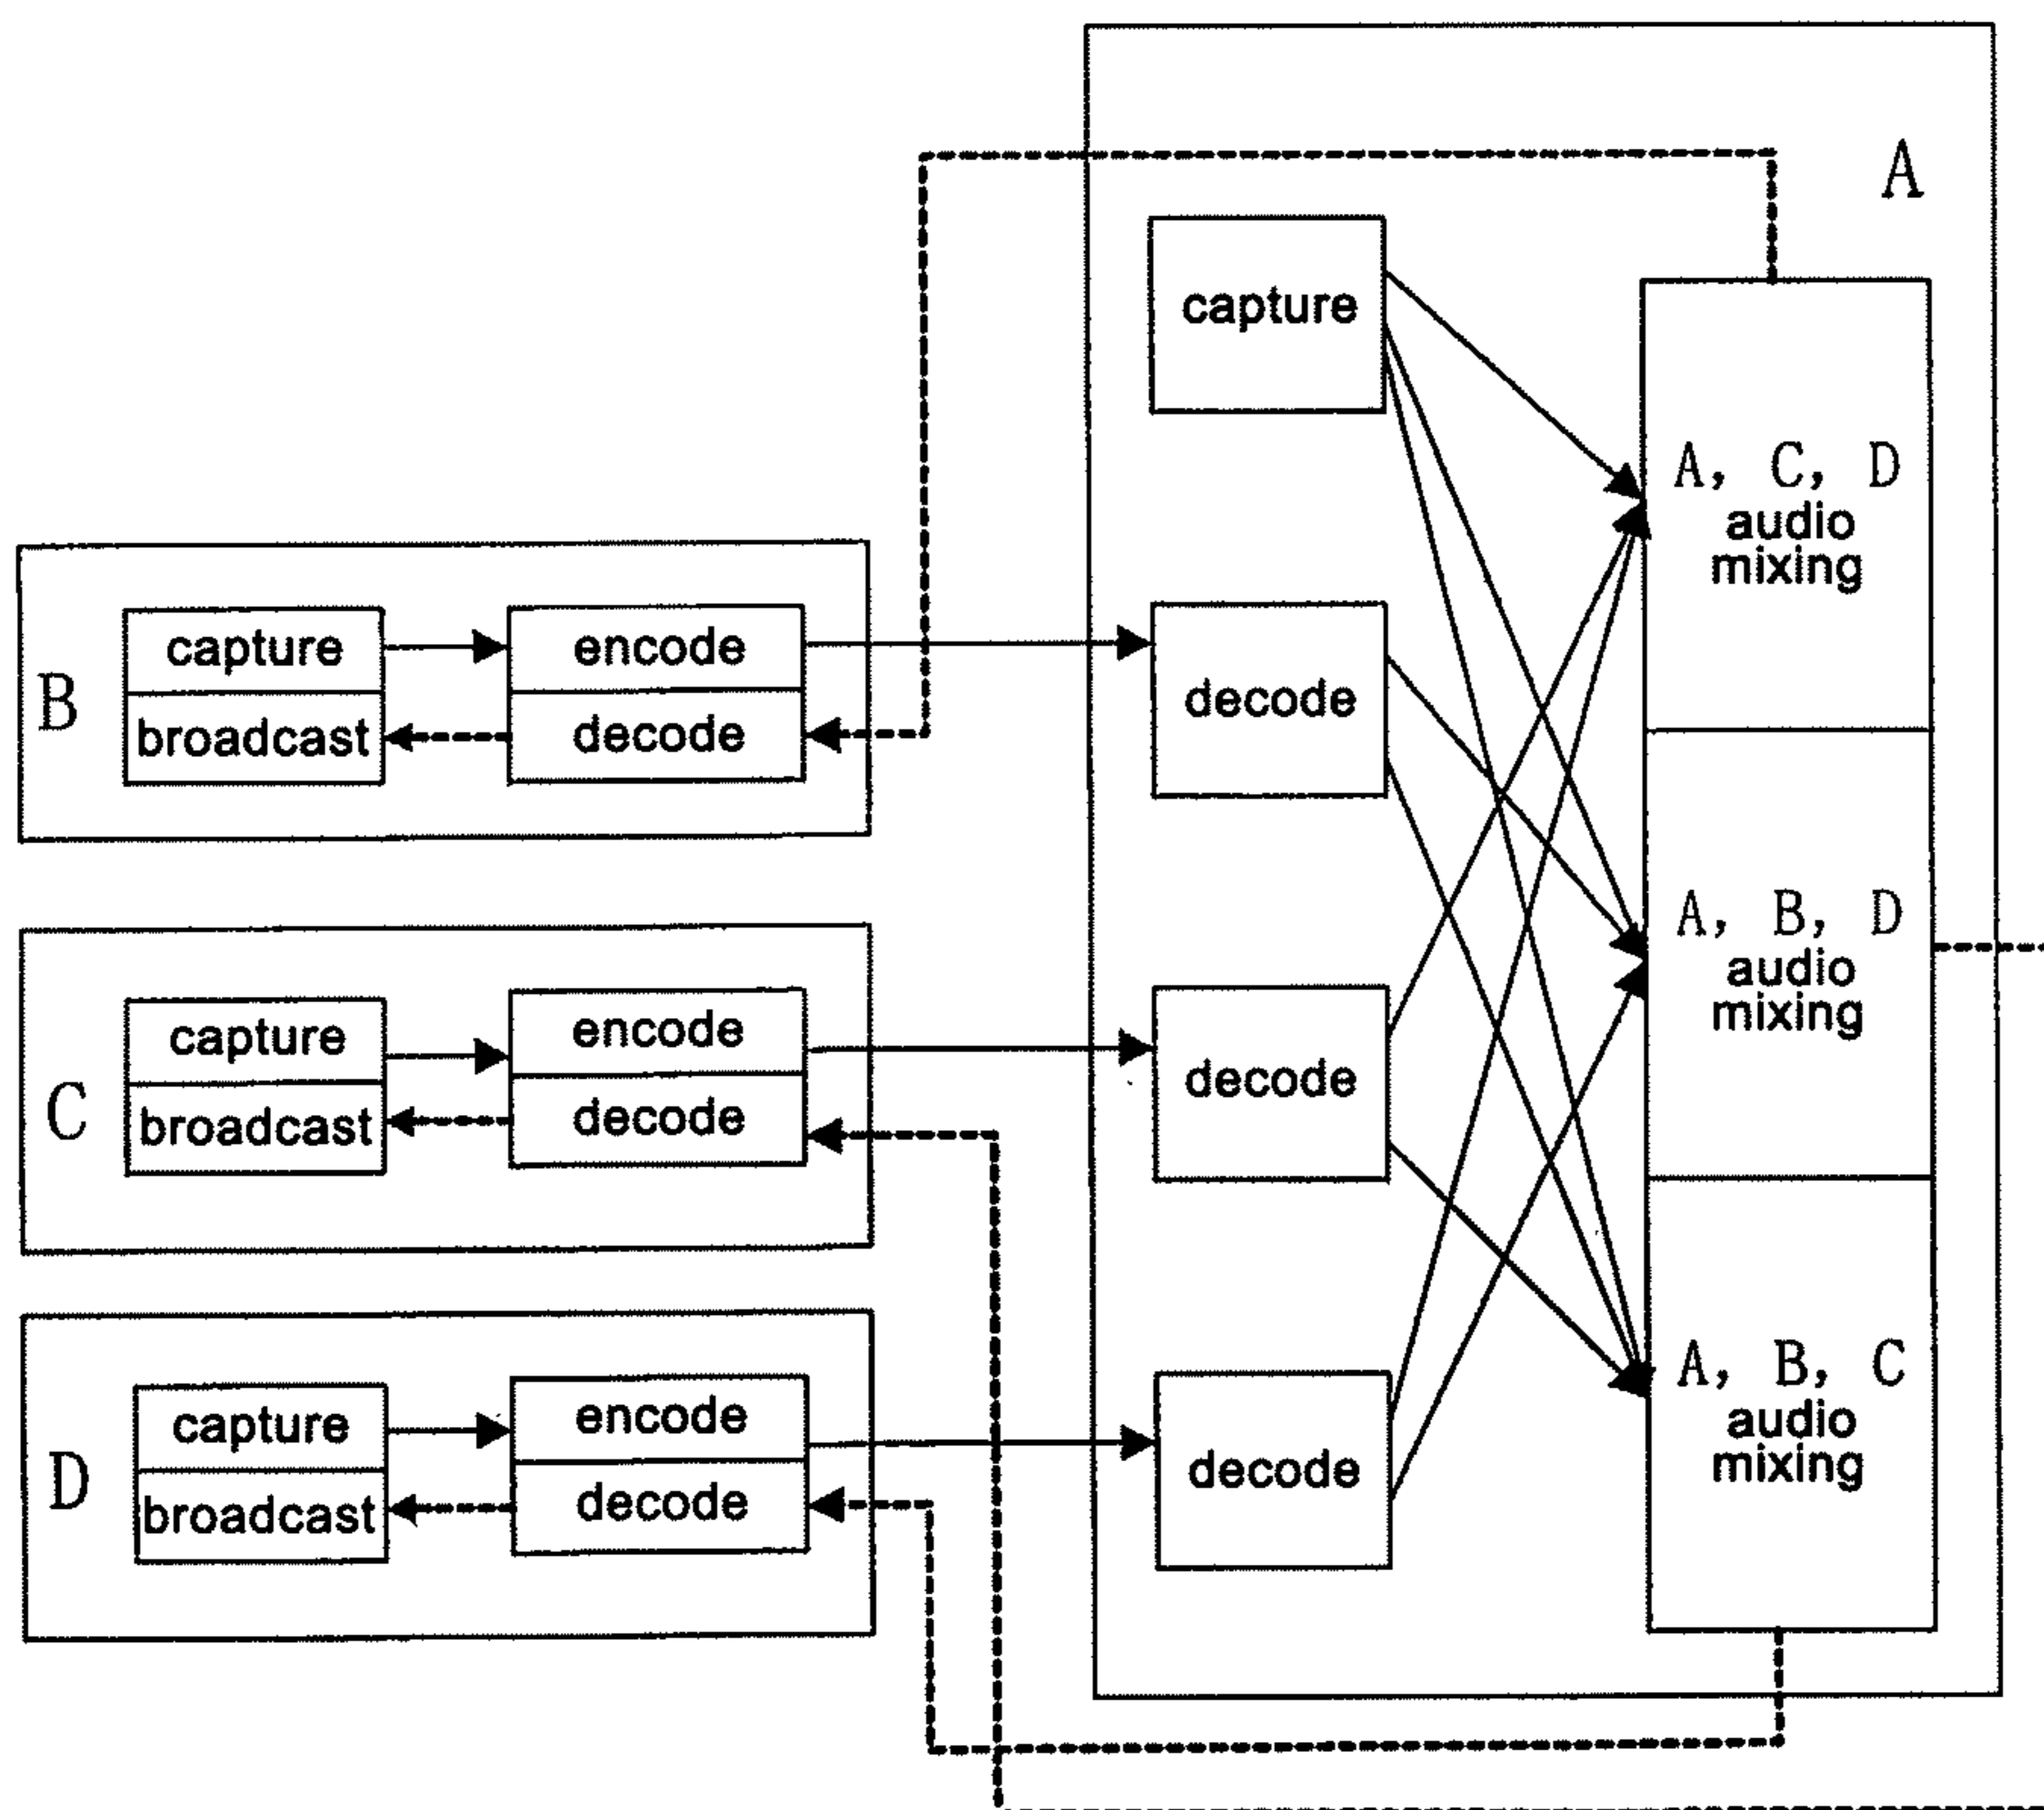 A
capture
A, C, D
audio
mixing
B
capture
encode
broadcast
decode
decode
A, B, D
audio
mixing
C
capture
encode
broadcast
decode
decode
A, B, C
audio
mixing
D
capture
encode
broadcast
decode
decode